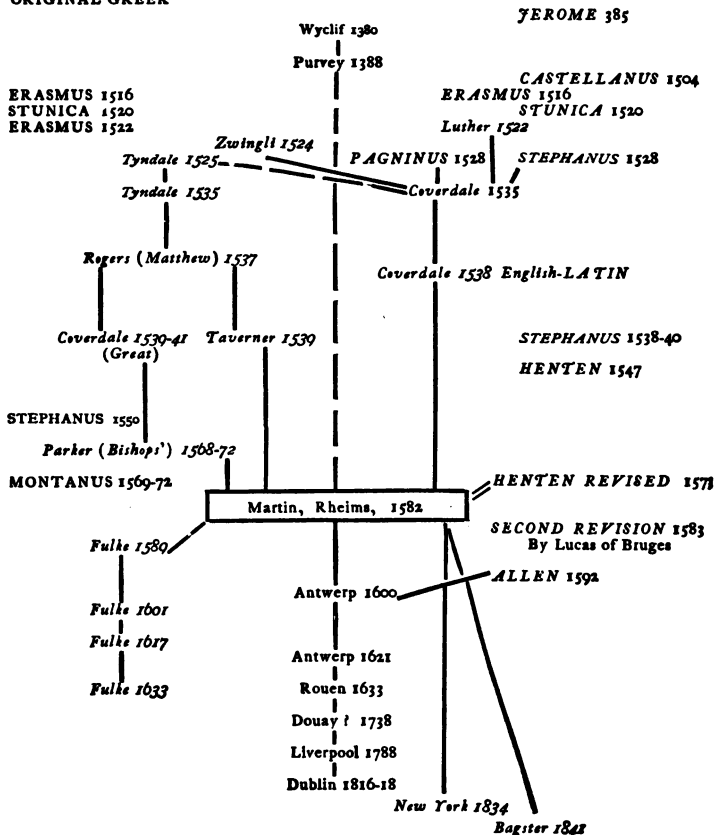 ORIGINAL GREEK
JEROME 385
Wyclif 1380
Purvey 1388
CASTELLANUS 1504
ERASMUS 1516
ERASMUS 1516
STUNICA 1520
STUNICA 1520
ERASMUS 1522
Luther 1522
Zwingli 1524
Tyndale 1525
PAGNINUS 1528
STEPHANUS 1528
Tyndale 1535
Coverdale 1535
Rogers (Matthew) 1537
Coverdale 1538 English-LATIN
Coverdale 1539-41
(Great)
Taverner 1539
STEPHANUS 1538-40
HENTEN 1547
STEPHANUS 1550
Parker (Bishops') 1568-72
MONTANUS 1569-72
HENTEN REVISED
Martin, Rheims, 1582
SECOND REVISION 1583
By Lucas of Bruges
Fulke 1589
ALLEN 1592
Antwerp 1600
Fulke 1601
Fulke 1617
Antwerp 1621
Fulke 1633
Rouen 1633
Douay ? 1738
Liverpool 1788
Dublin 1816-18
New York 1834
Bagster